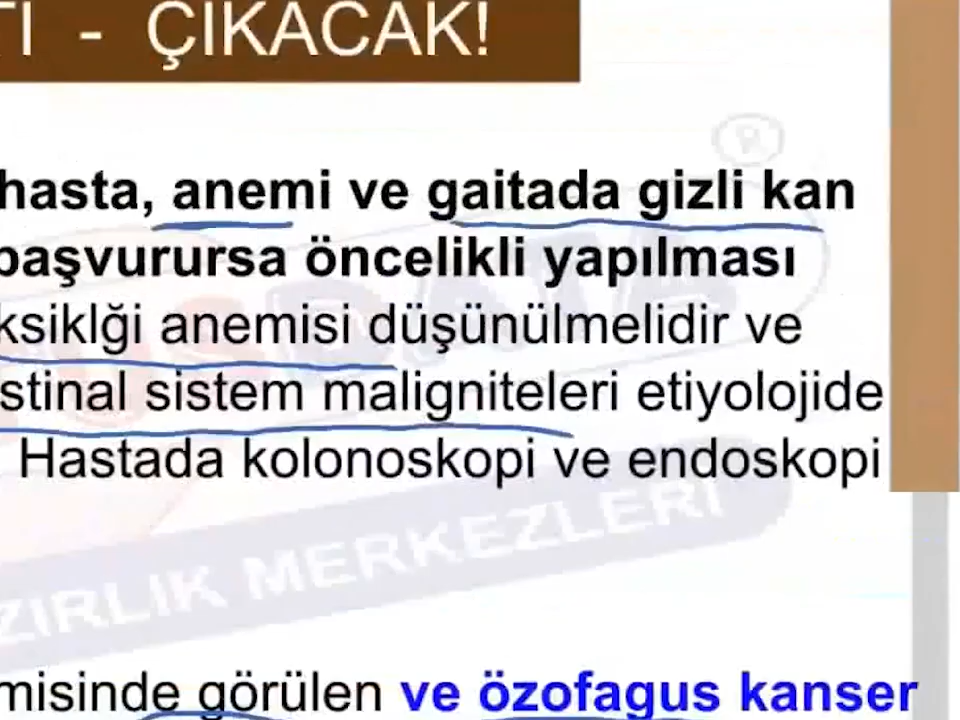 TI - ÇIKACAK!
hasta, anemi ve gaitada gizli kan
başvurursa öncelikli yapılması
ksiklği anemisi düşünülmelidir ve
stinal sistem maligniteleri etiyolojide
Hastada kolonoskopi ve endoskopi
ZIRLIK MERKEZLERİ
misinde görülen ve özofagus kanser